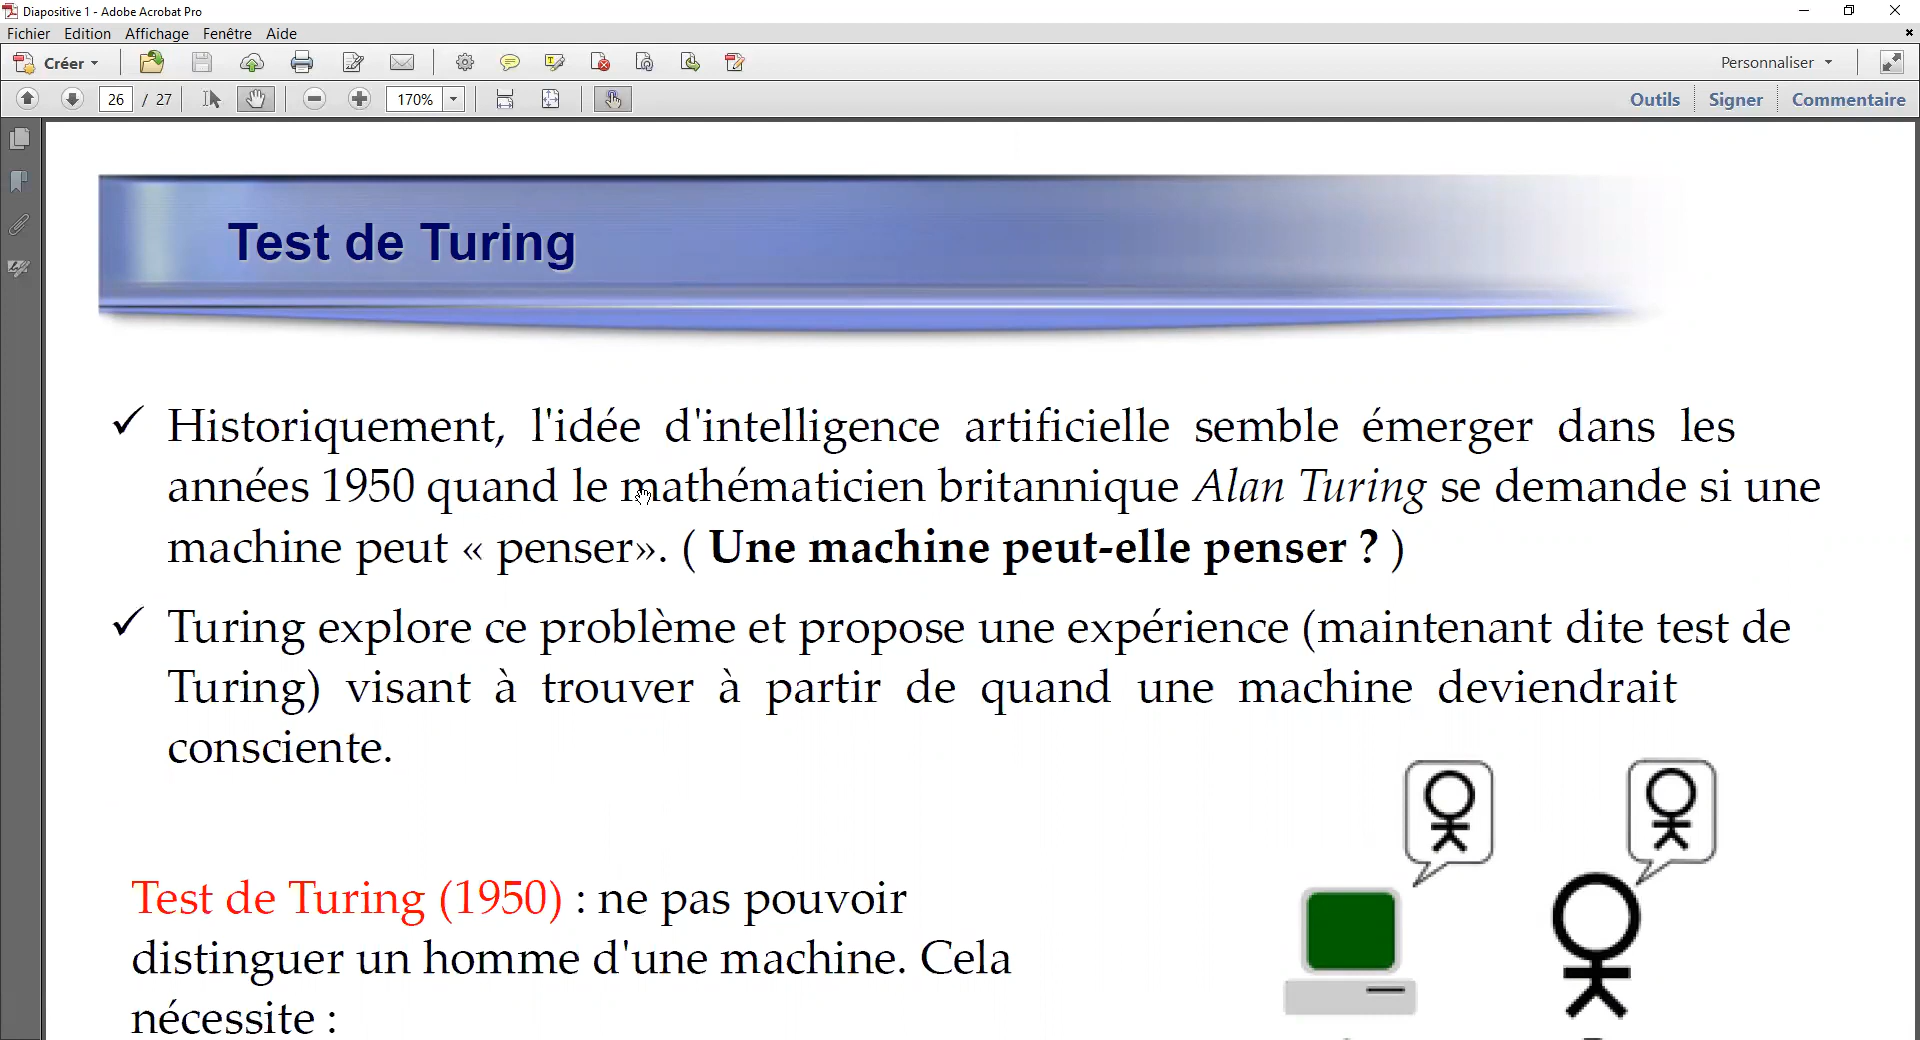 Diapositive 1 - Adobe Acrobat Pro
Fichier Edition Affichage Fenêtre Aide
Créer Personnaliser
26 / 27 170% Outils Signer Commentaire
Test de Turing
✓ Historiquement, l'idée d'intelligence artificielle semble émerger dans les
années 1950 quand le mathématicien britannique Alan Turing se demande si une
machine peut « penser». ( Une machine peut-elle penser ? )
✓ Turing explore ce problème et propose une expérience (maintenant dite test de
Turing) visant à trouver à partir de quand une machine deviendrait
consciente.
Test de Turing (1950) : ne pas pouvoir
distinguer un homme d'une machine. Cela
nécessite :